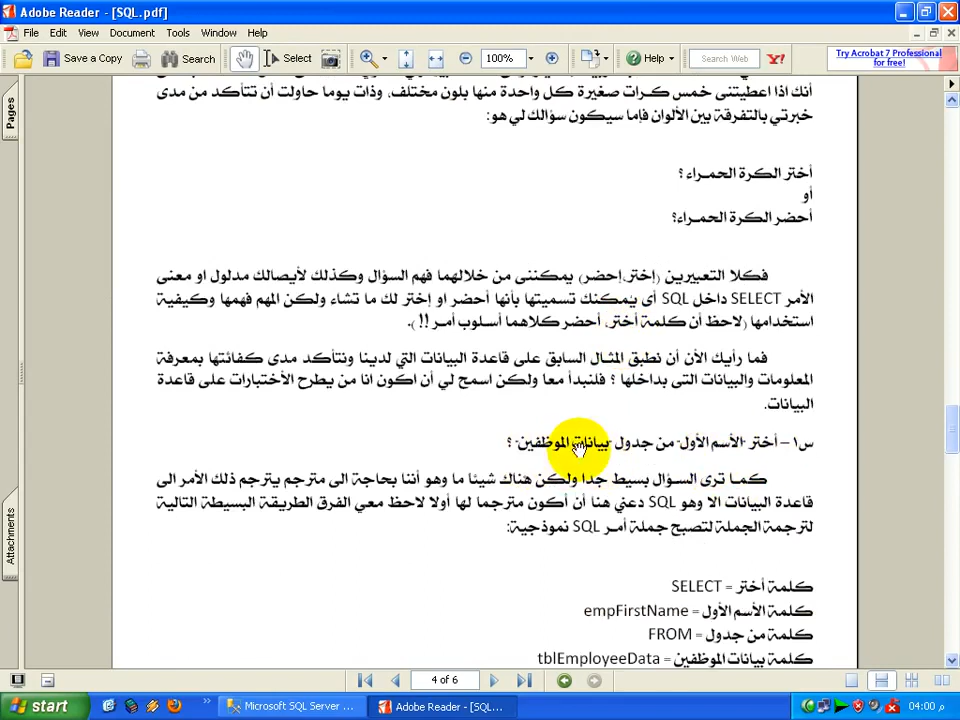 Adobe Reader - [SQL.pdf]
File Edit View Document Tools Window Help
Save a Copy Search Select 100% Help Search Web Y! Try Acrobat 7 Professional for free!
Pages
Attachments
أنك اذا اعطيتنى خمس كرات صغيرة كل واحدة منها بلون مختلف، وذات يوما حاولت أن تتأكد من مدى
خبرتي بالتفرقة بين الألوان فإما سيكون سؤالك لي هو:
أختر الكرة الحمراء ؟
أو
أحضر الكرة الحمراء؟
فكلا التعبيرين (إختر،إحضر) يمكننى من خلالهما فهم السؤال وكذلك لأيصالك مدلول او معنى
الأمر SELECT داخل SQL أى يمكنك تسميتها بأنها أحضر او إختر لك ما تشاء ولكن المهم فهمها وكيفية
استخدامها (لاحظ أن كلمة أختر، أحضر كلاهما أسلوب أمر !! ).
فما رأيك الأن أن نطبق المثال السابق على قاعدة البيانات التي لدينا ونتأكد مدى كفائتها بمعرفة
المعلومات والبيانات التى بداخلها ؟ فلنبدأ معا ولكن اسمح لي أن اكون انا من يطرح الأختبارات على قاعدة
البيانات.
س١ – أختر -الأسم الأول- من جدول -بيانات الموظفين- ؟
كما ترى السؤال بسيط جدا ولكن هناك شيئا ما وهو أننا بحاجة الى مترجم يترجم ذلك الأمر الى
قاعدة البيانات الا وهو SQL دعني هنا أن أكون مترجما لها أولا لاحظ معي الفرق الطريقة البسيطة التالية
لترجمة الجملة لتصبح جملة أمر SQL نموذجية:
كلمة أختر = SELECT
كلمة الأسم الأول = empFirstName
كلمة من جدول = FROM
كلمة بيانات الموظفين = tblEmployeeData
4 of 6
start Microsoft SQL Server ... Adobe Reader - [SQL... 04:00 م